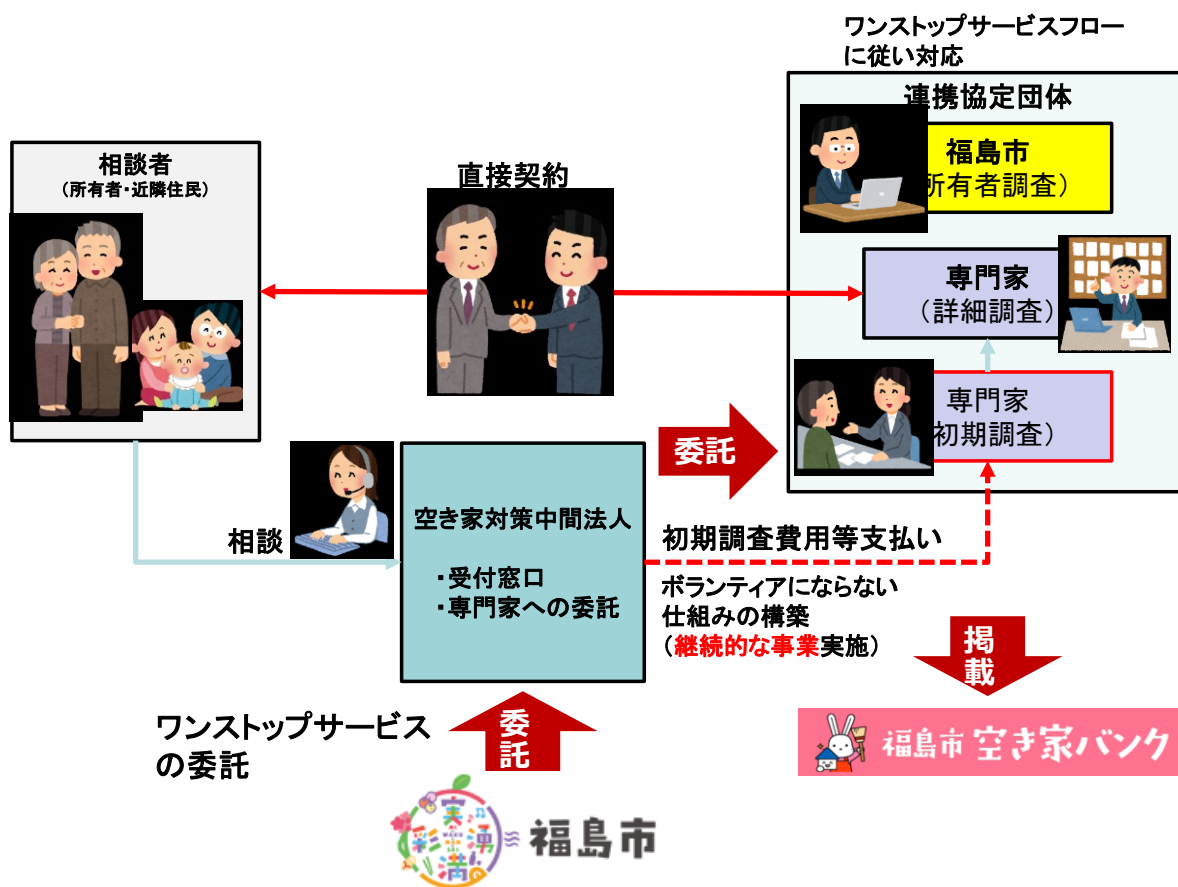 ワンストップサービスフロー
に従い対応
連携協定団体
福島市
所有者調査）
専門家
（詳細調査）
専門家
初期調査）
相談者
（所有者・近隣住民）
直接契約
委託
相談
空き家対策中間法人
・受付窓口
・専門家への委託
初期調査費用等支払い
ボランティアにならない
仕組みの構築
（継続的な事業実施）
掲
載
福島市 空き家バンク
ワンストップサービス
の委託
委
託
実
彩 湧
満
福島市